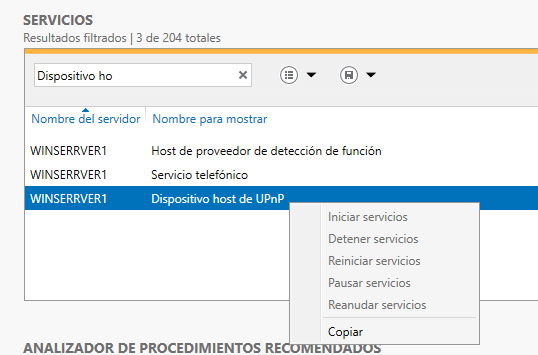 SERVICIOS
Resultados filtrados | 3 de 204 totales
Dispositivo ho
Nombre del servidor Nombre para mostrar
WINSERRVER1 Host de proveedor de detección de función
WINSERRVER1 Servicio telefónico
WINSERRVER1 Dispositivo host de UPnP
Iniciar servicios
Detener servicios
Reiniciar servicios
Pausar servicios
Reanudar servicios
Copiar
ANALIZADOR DE PROCEDIMIENTOS RECOMENDADOS